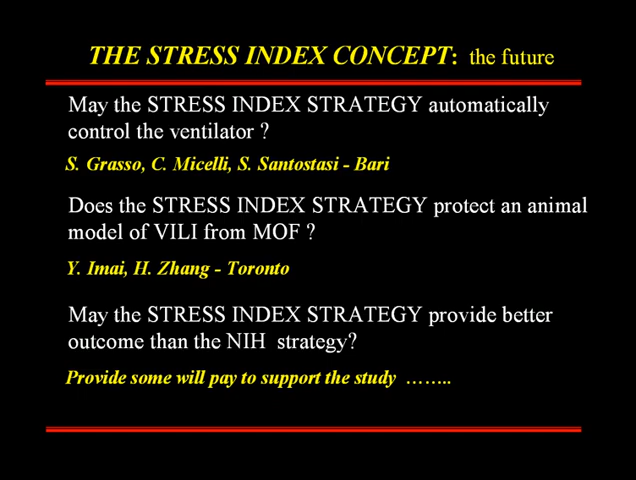 THE STRESS INDEX CONCEPT: the future
May the STRESS INDEX STRATEGY automatically
control the ventilator ?
S. Grasso, C. Micelli, S. Santostasi - Bari
Does the STRESS INDEX STRATEGY protect an animal
model of VILI from MOF ?
Y. Imai, H. Zhang - Toronto
May the STRESS INDEX STRATEGY provide better
outcome than the NIH strategy?
Provide some will pay to support the study ……..